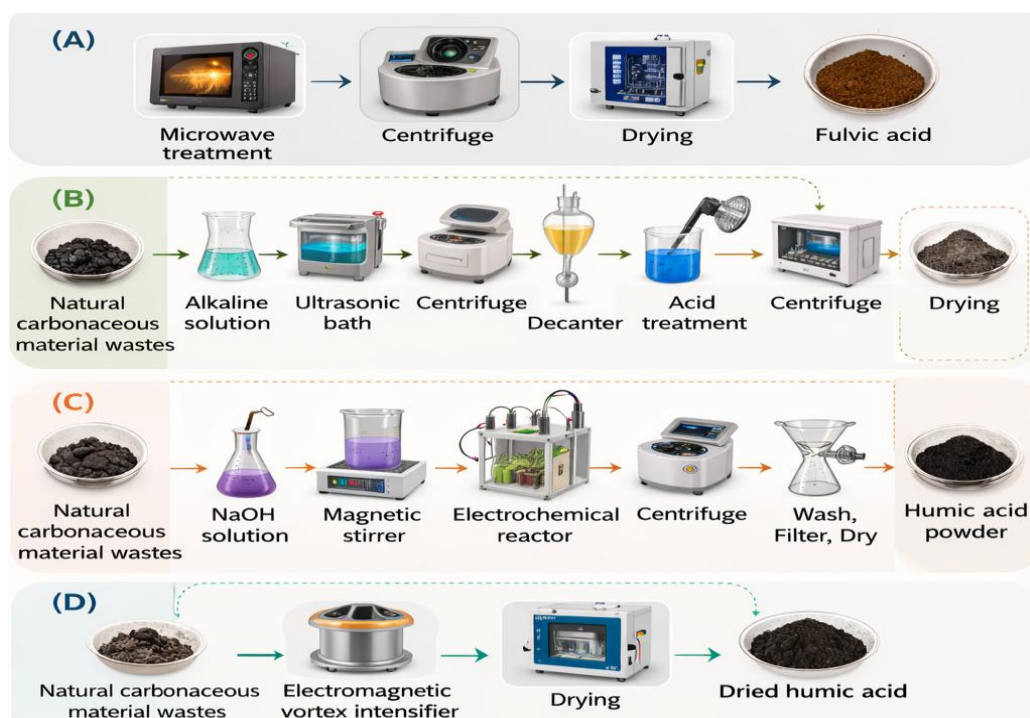 (A)
Microwave
treatment
Centrifuge
Drying
Fulvic acid
(B)
Natural
carbonaceous
material wastes
Alkaline
solution
Ultrasonic
bath
Centrifuge
Decanter
Acid
treatment
Centrifuge
Drying
(C)
Natural
carbonaceous
material wastes
NaOH
solution
Magnetic
stirrer
Electrochemical
reactor
Centrifuge
Wash,
Filter, Dry
Humic acid
powder
(D)
Natural carbonaceous
material wastes
Electromagnetic
vortex intensifier
Drying
Dried humic acid